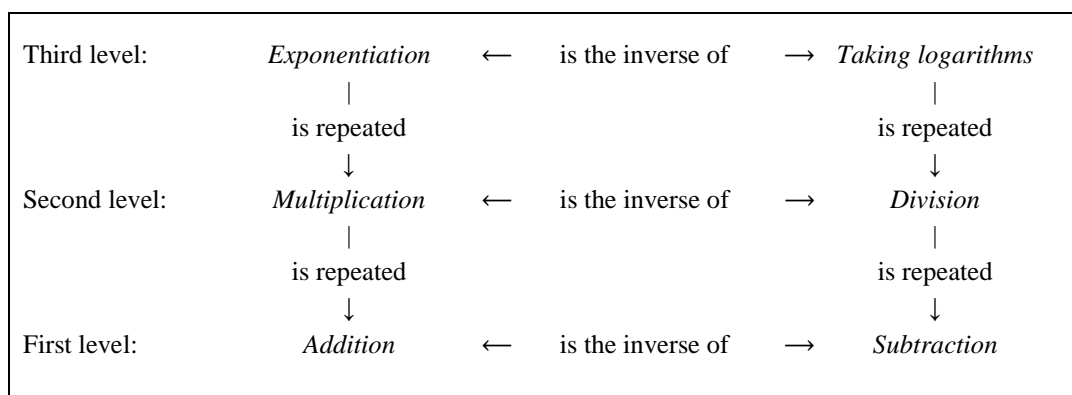 Third level: Exponentiation ← is the inverse of → Taking logarithms
| |
is repeated is repeated
↓ ↓
Second level: Multiplication ← is the inverse of → Division
| |
is repeated is repeated
↓ ↓
First level: Addition ← is the inverse of → Subtraction